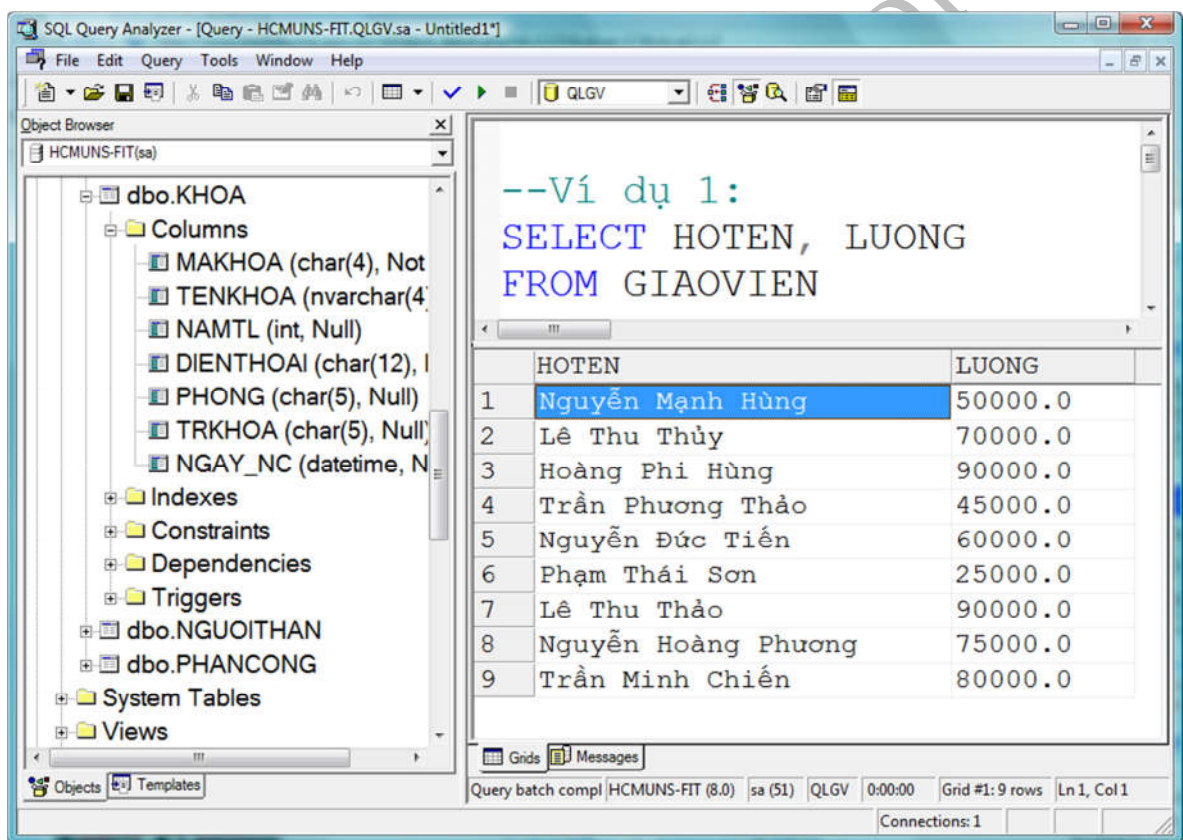 SQL Query Analyzer - [Query - HCMUNS-FIT.QLGV.sa - Untitled1*]
File Edit Query Tools Window Help
QLGV
Object Browser
HCMUNS-FIT(sa)
dbo.KHOA
Columns
MAKHOA (char(4), Not
TENKHOA (nvarchar(4
NAMTL (int, Null)
DIENTHOAI (char(12),
PHONG (char(5), Null)
TRKHOA (char(5), Null)
NGAY_NC (datetime, N
Indexes
Constraints
Dependencies
Triggers
dbo.NGUOITHAN
dbo.PHANCONG
System Tables
Views
Objects Templates
--Ví dụ 1:
SELECT HOTEN, LUONG
FROM GIAOVIEN
HOTEN LUONG
1 Nguyễn Mạnh Hùng 50000.0
2 Lê Thu Thủy 70000.0
3 Hoàng Phi Hùng 90000.0
4 Trần Phương Thảo 45000.0
5 Nguyễn Đức Tiến 60000.0
6 Phạm Thái Sơn 25000.0
7 Lê Thu Thảo 90000.0
8 Nguyễn Hoàng Phương 75000.0
9 Trần Minh Chiến 80000.0
Grids Messages
Query batch compl HCMUNS-FIT (8.0) sa (51) QLGV 0:00:00 Grid #1: 9 rows Ln 1, Col 1
Connections: 1